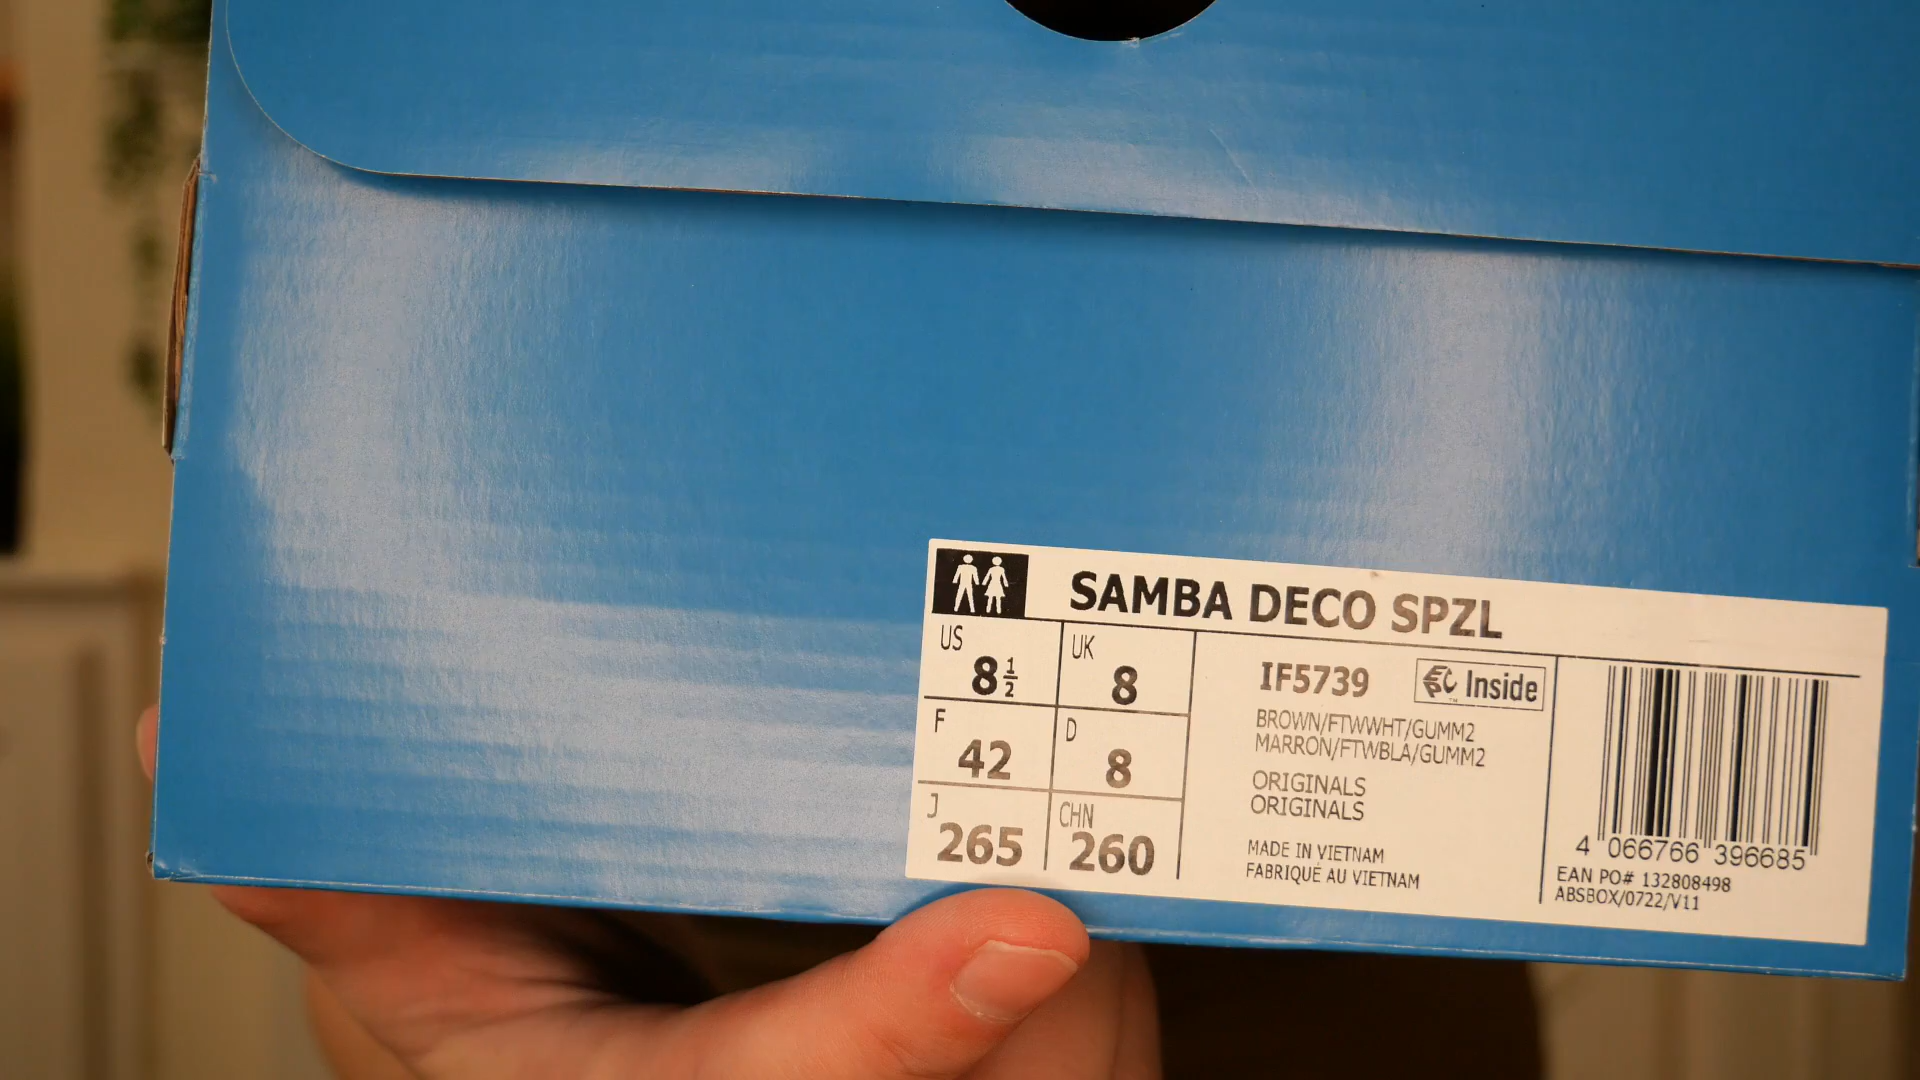 SAMBA DECO SPZL
US 8 1/2
UK 8
F 42
D 8
J 265
CHN 260
IF5739
EPC Inside
™
BROWN/FTWWHT/GUMM2
MARRON/FTWBLA/GUMM2
ORIGINALS
ORIGINALS
MADE IN VIETNAM
FABRIQUÉ AU VIETNAM
4 066766 396685
EAN PO# 132808498
ABSBOX/0722/V11